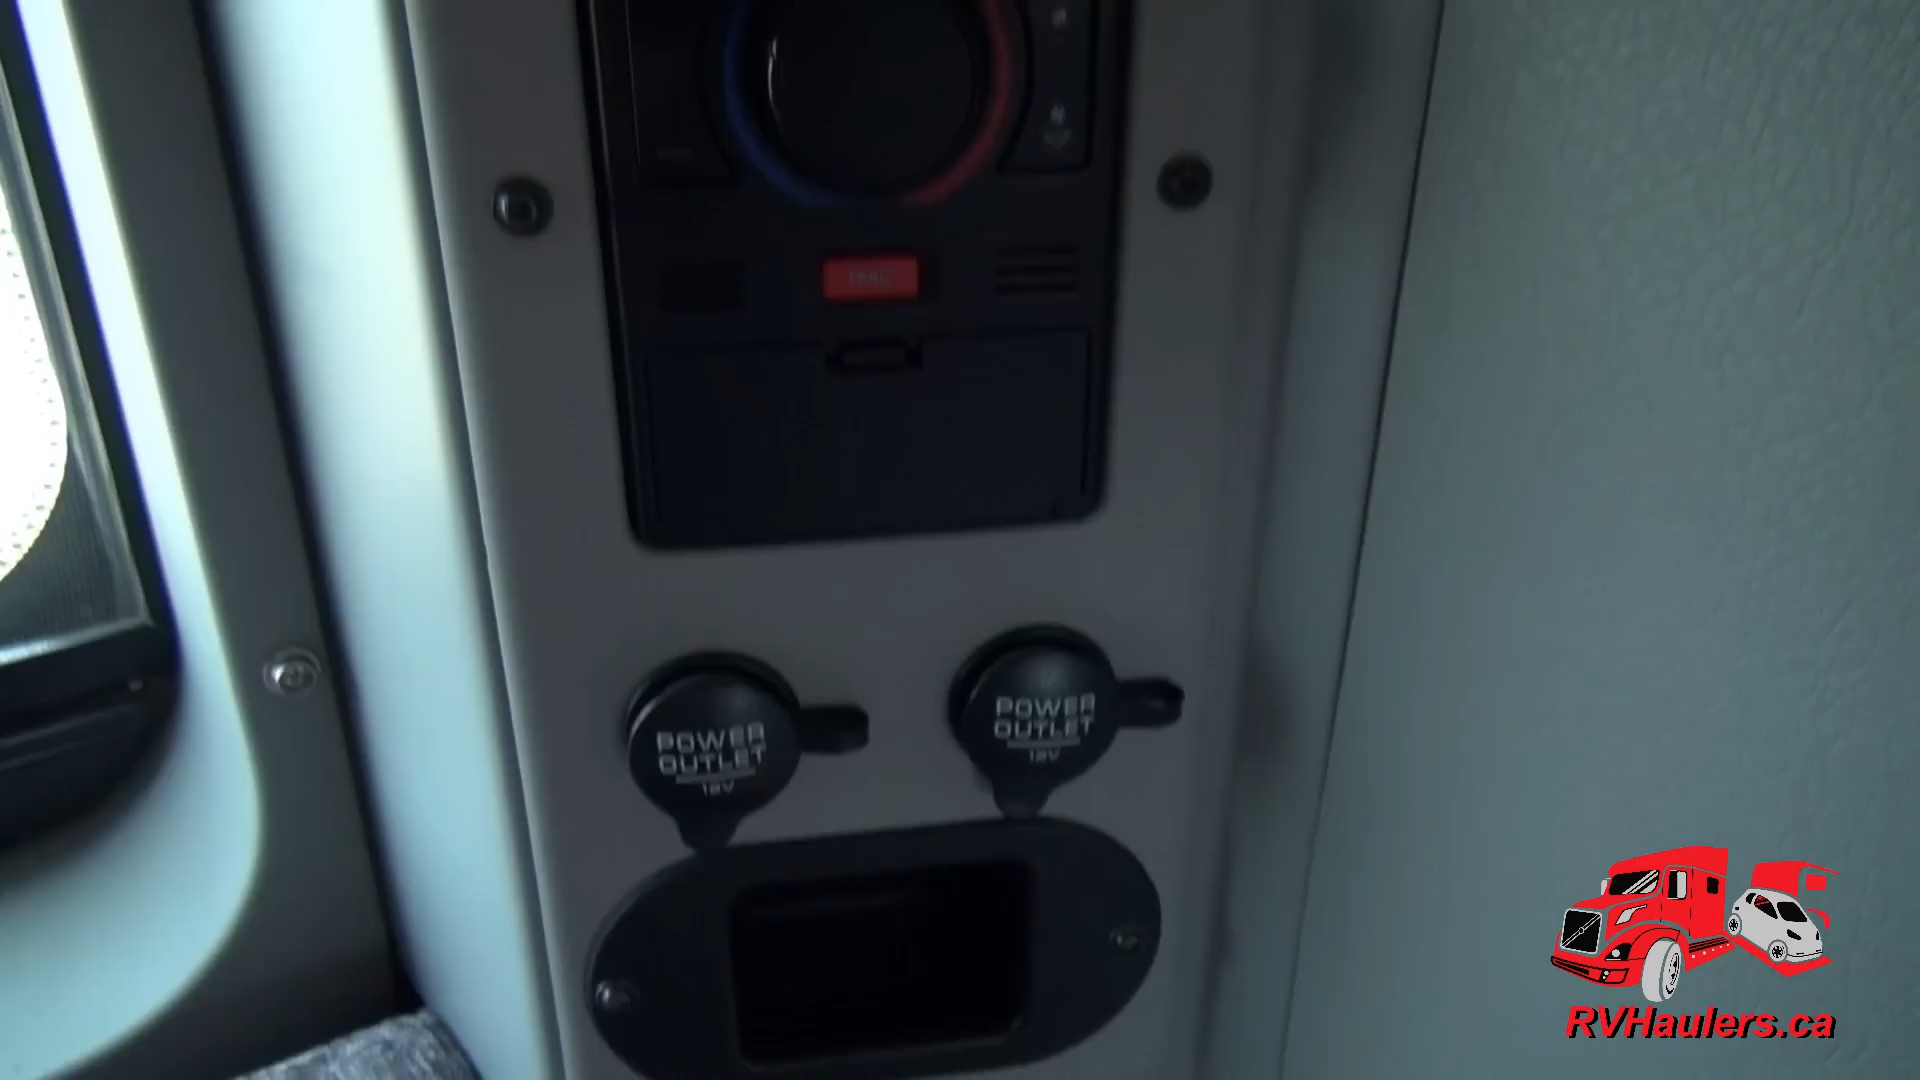 POWER
OUTLET
12V
POWER
OUTLET
12V
RVHaulers.ca